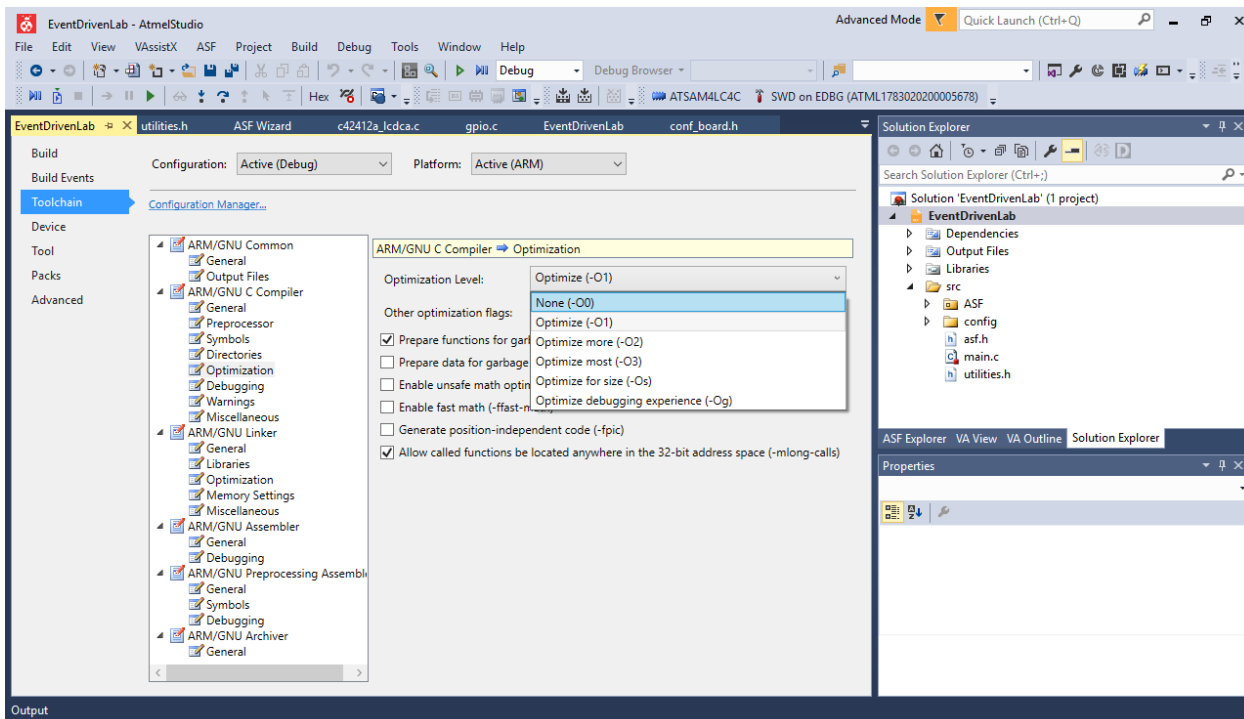 EventDrivenLab - AtmelStudio
Advanced Mode
Quick Launch (Ctrl+Q)
File Edit View VAssistX ASF Project Build Debug Tools Window Help
Debug
Debug Browser
Hex
ATSAM4LC4C
SWD on EDBG (ATML1783020200005678)
EventDrivenLab utilities.h ASF Wizard c42412a_lcdca.c gpio.c EventDrivenLab conf_board.h
Build
Build Events
Toolchain
Device
Tool
Packs
Advanced
Configuration: Active (Debug) Platform: Active (ARM)
Configuration Manager...
ARM/GNU Common
General
Output Files
ARM/GNU C Compiler
General
Preprocessor
Symbols
Directories
Optimization
Debugging
Warnings
Miscellaneous
ARM/GNU Linker
General
Libraries
Optimization
Memory Settings
Miscellaneous
ARM/GNU Assembler
General
Debugging
ARM/GNU Preprocessing Assemble
General
Symbols
Debugging
ARM/GNU Archiver
General
ARM/GNU C Compiler Optimization
Optimization Level: Optimize (-O1)
None (-O0)
Optimize (-O1)
Optimize more (-O2)
Optimize most (-O3)
Optimize for size (-Os)
Optimize debugging experience (-Og)
Other optimization flags:
Prepare functions for gar
Prepare data for garbage
Enable unsafe math optin
Enable fast math (-ffast-
Generate position-independent code (-fpic)
Allow called functions be located anywhere in the 32-bit address space (-mlong-calls)
Solution Explorer
Search Solution Explorer (Ctrl+;)
Solution 'EventDrivenLab' (1 project)
EventDrivenLab
Dependencies
Output Files
Libraries
src
ASF
config
asf.h
main.c
utilities.h
ASF Explorer VA View VA Outline Solution Explorer
Properties
Output